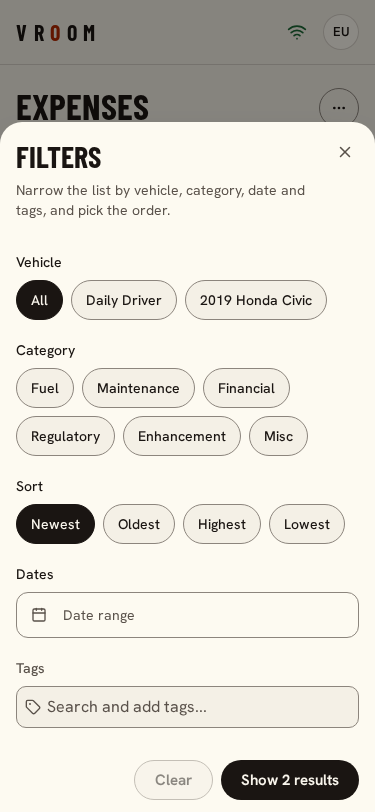 VROOM
EU
EXPENSES
FILTERS
Narrow the list by vehicle, category, date and
tags, and pick the order.
Vehicle
All Daily Driver 2019 Honda Civic
Category
Fuel Maintenance Financial
Regulatory Enhancement Misc
Sort
Newest Oldest Highest Lowest
Dates
Date range
Tags
Search and add tags...
Clear Show 2 results